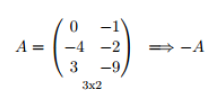 A = ( 0 -1
-4 -2
3 -9 ) ⟹ -A
3x2